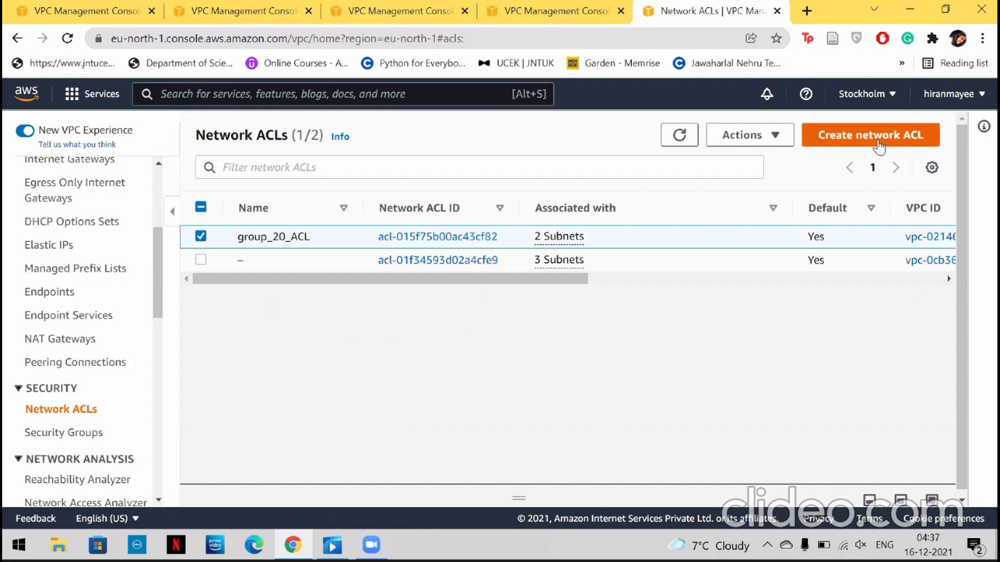 VPC Management Consol
VPC Management Consol
VPC Management Consol
VPC Management Consol
Network ACLs | VPC Man
eu-north-1.console.aws.amazon.com/vpc/home?region=eu-north-1#acls:
https://www.jntuce...
Department of Scie...
Online Courses - A...
Python for Everybo...
UCEK | JNTUK
Garden - Memrise
Jawaharlal Nehru Te...
»
Reading list
aws
Services
Search for services, features, blogs, docs, and more
[Alt+S]
Stockholm
hiranmayee
New VPC Experience
Tell us what you think
Internet Gateways
Egress Only Internet
Gateways
DHCP Options Sets
Elastic IPs
Managed Prefix Lists
Endpoints
Endpoint Services
NAT Gateways
Peering Connections
SECURITY
Network ACLs
Security Groups
NETWORK ANALYSIS
Reachability Analyzer
Network Access Analyzer
Network ACLs (1/2) Info
Actions
Create network ACL
Filter network ACLs
1
Name Network ACL ID Associated with Default VPC ID
group_20_ACL acl-015f75b00ac43cf82 2 Subnets Yes vpc-02146
– acl-01f34593d02a4cfe9 3 Subnets Yes vpc-0cb36
clideo.com
Feedback English (US) © 2021, Amazon Internet Services Private Ltd. or its affiliates. Privacy Terms Cookie preferences
7°C Cloudy
ENG
04:37
16-12-2021
2